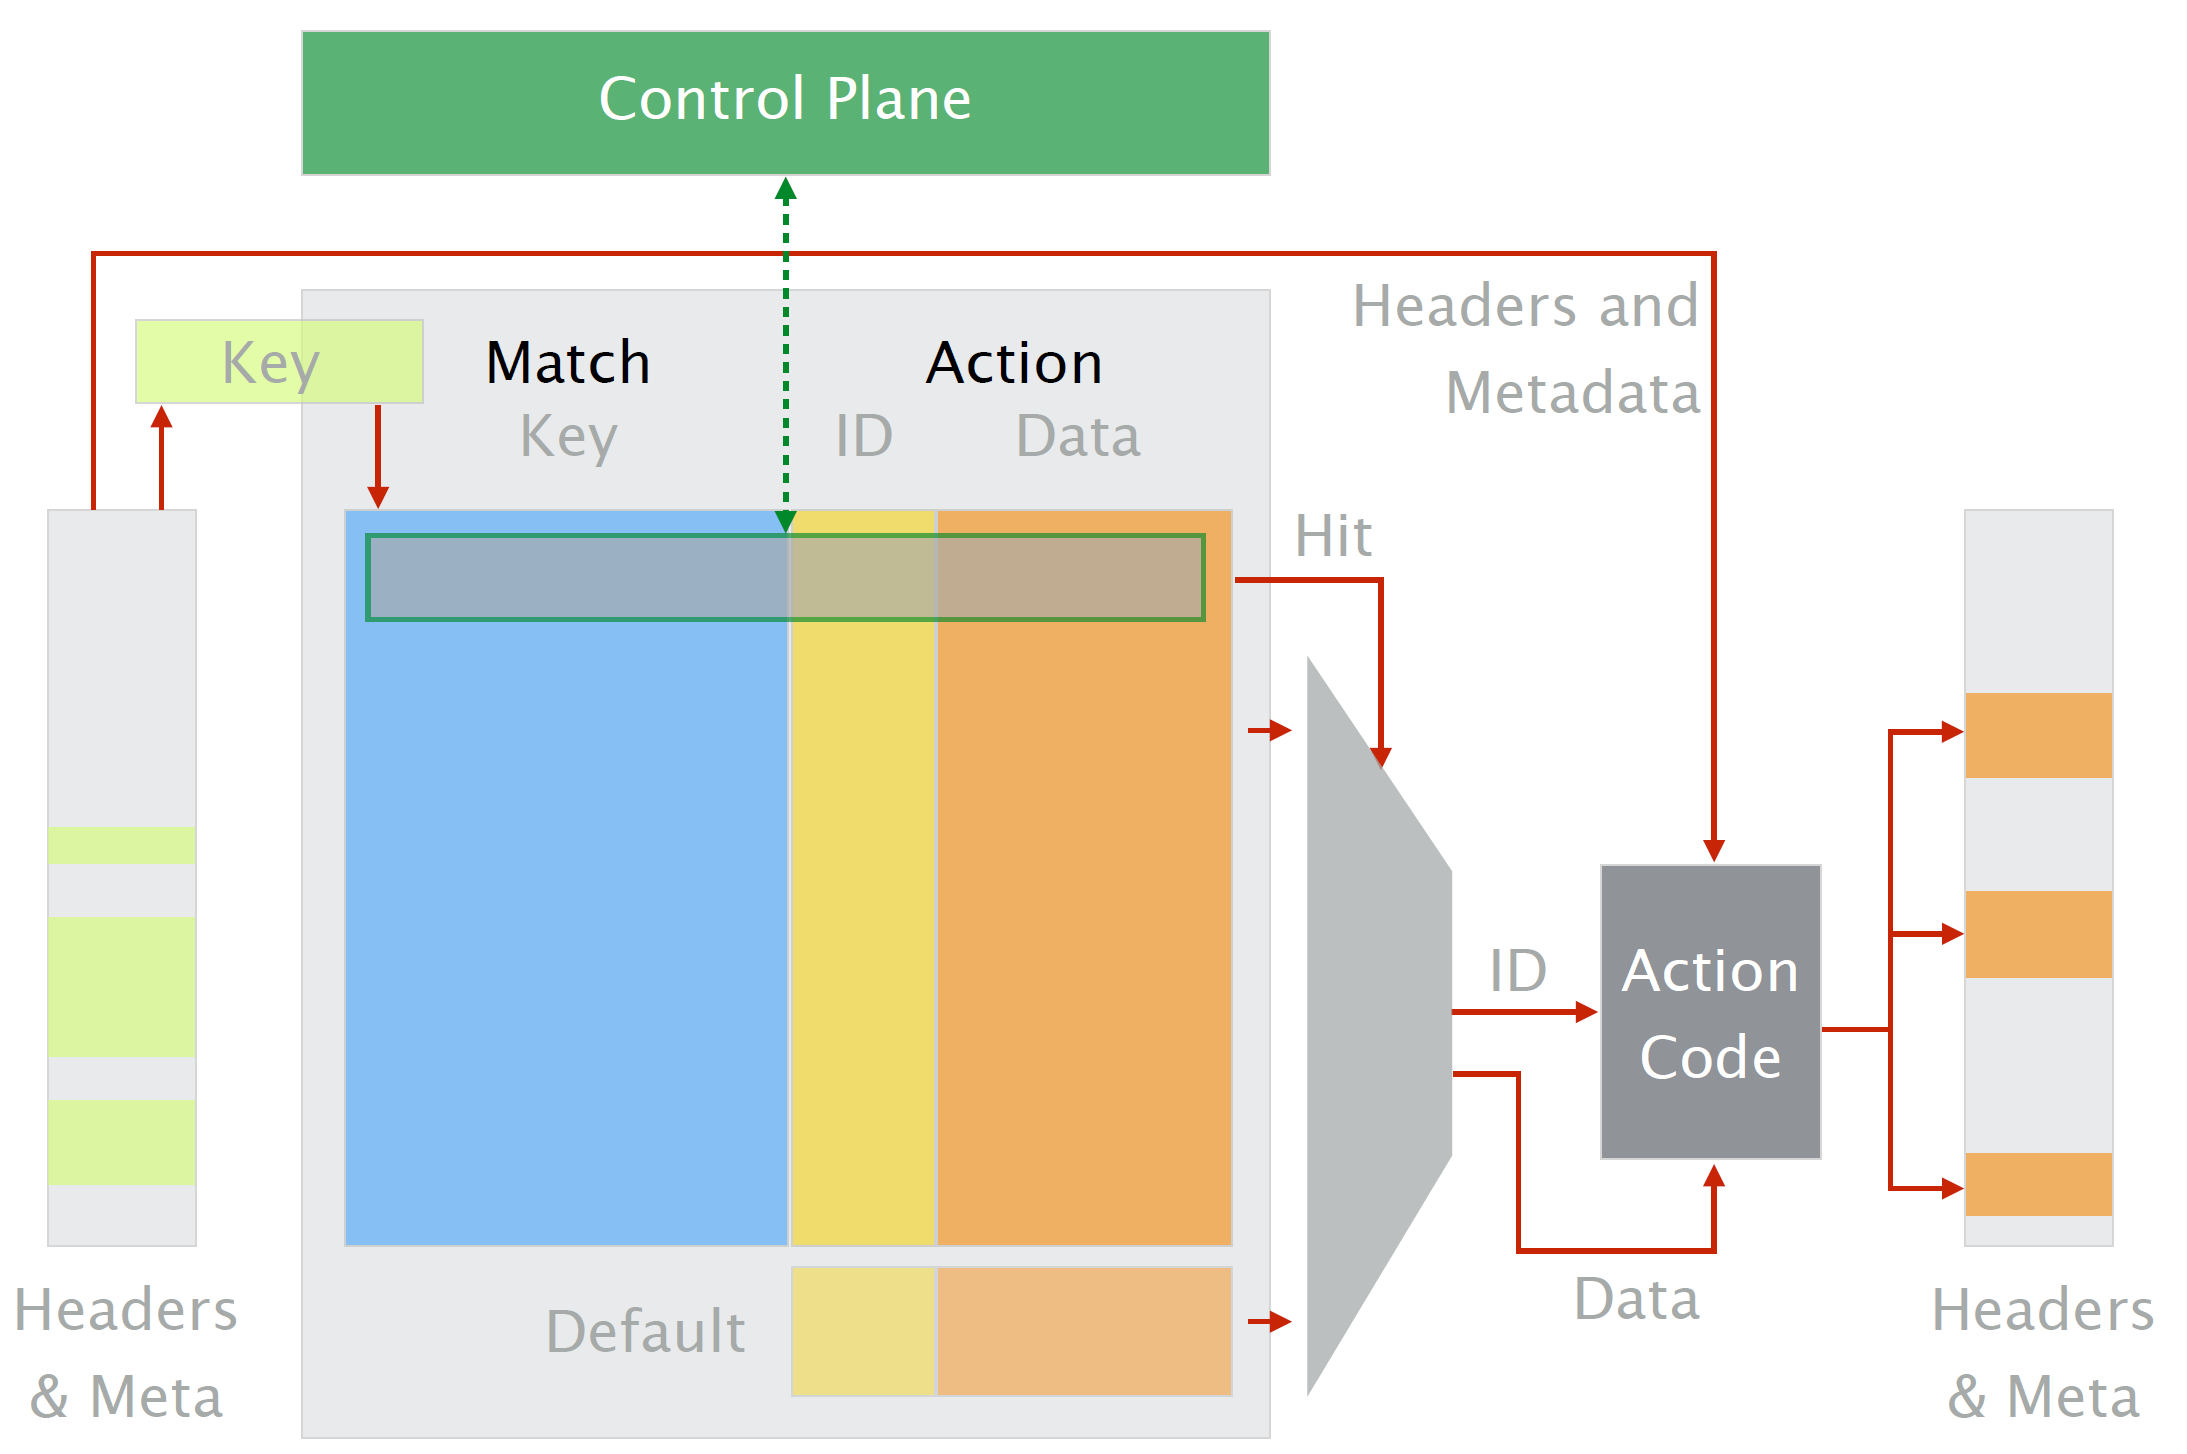 Control Plane
Headers and
Metadata
Key
Match
Action
Key
ID
Data
Hit
ID
Action
Code
Data
Default
Headers
& Meta
Headers
& Meta